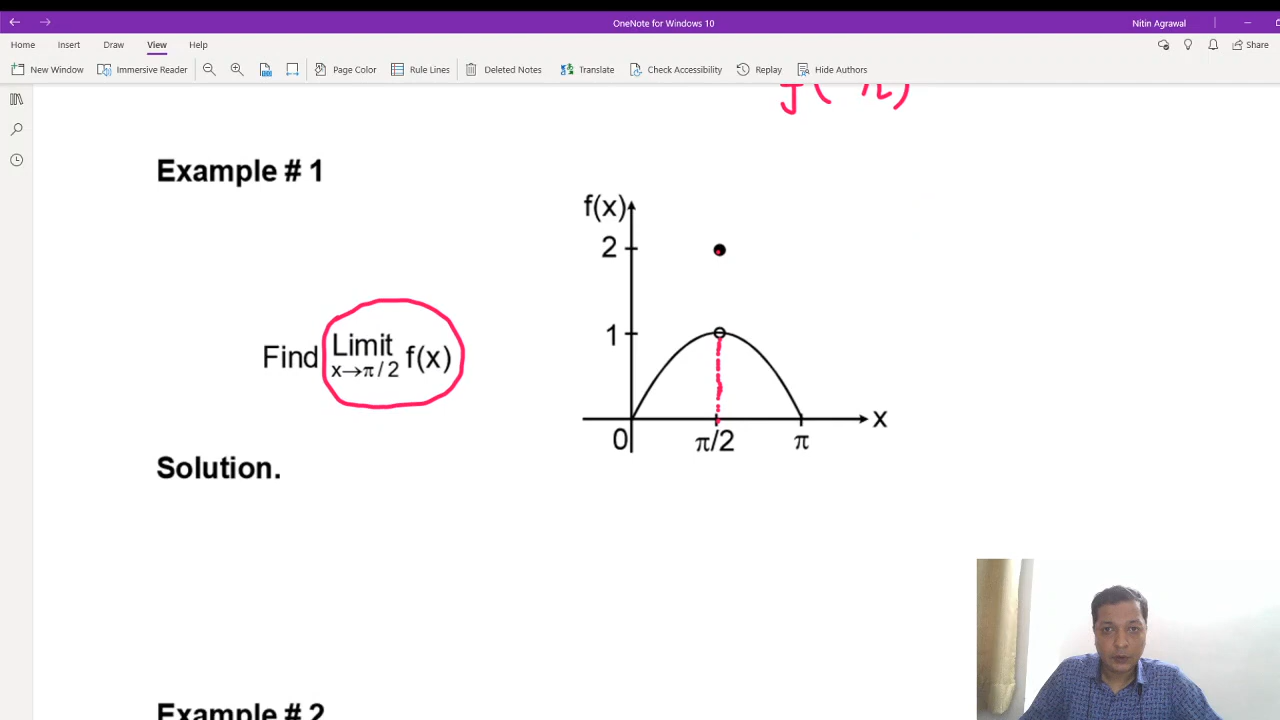 OneNote for Windows 10
Nitin Agrawal
Home Insert Draw View Help
Share
New Window Immersive Reader Page Color Rule Lines Deleted Notes Translate Check Accessibility Replay Hide Authors
Example # 1
f(x)
2
1
Find Limit f(x)
x→π/2
0 π/2 π x
Solution.
Example # 2